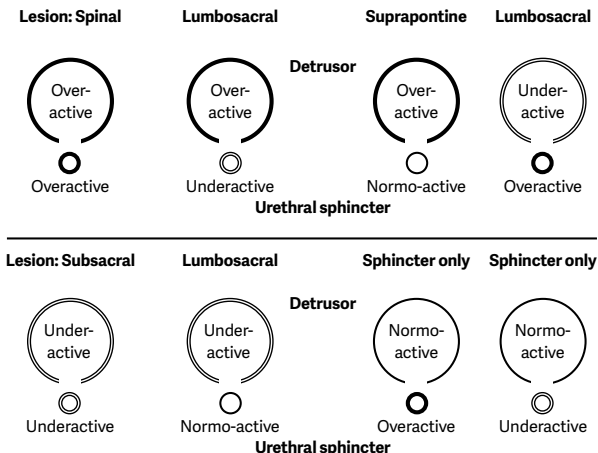 Lesion: Spinal Lumbosacral Suprapontine Lumbosacral
Detrusor
Over-
active
Over-
active
Over-
active
Under-
active
Overactive Underactive Normo-active Overactive
Urethral sphincter
Lesion: Subsacral Lumbosacral Sphincter only Sphincter only
Detrusor
Under-
active
Under-
active
Normo-
active
Normo-
active
Underactive Normo-active Overactive Underactive
Urethral sphincter